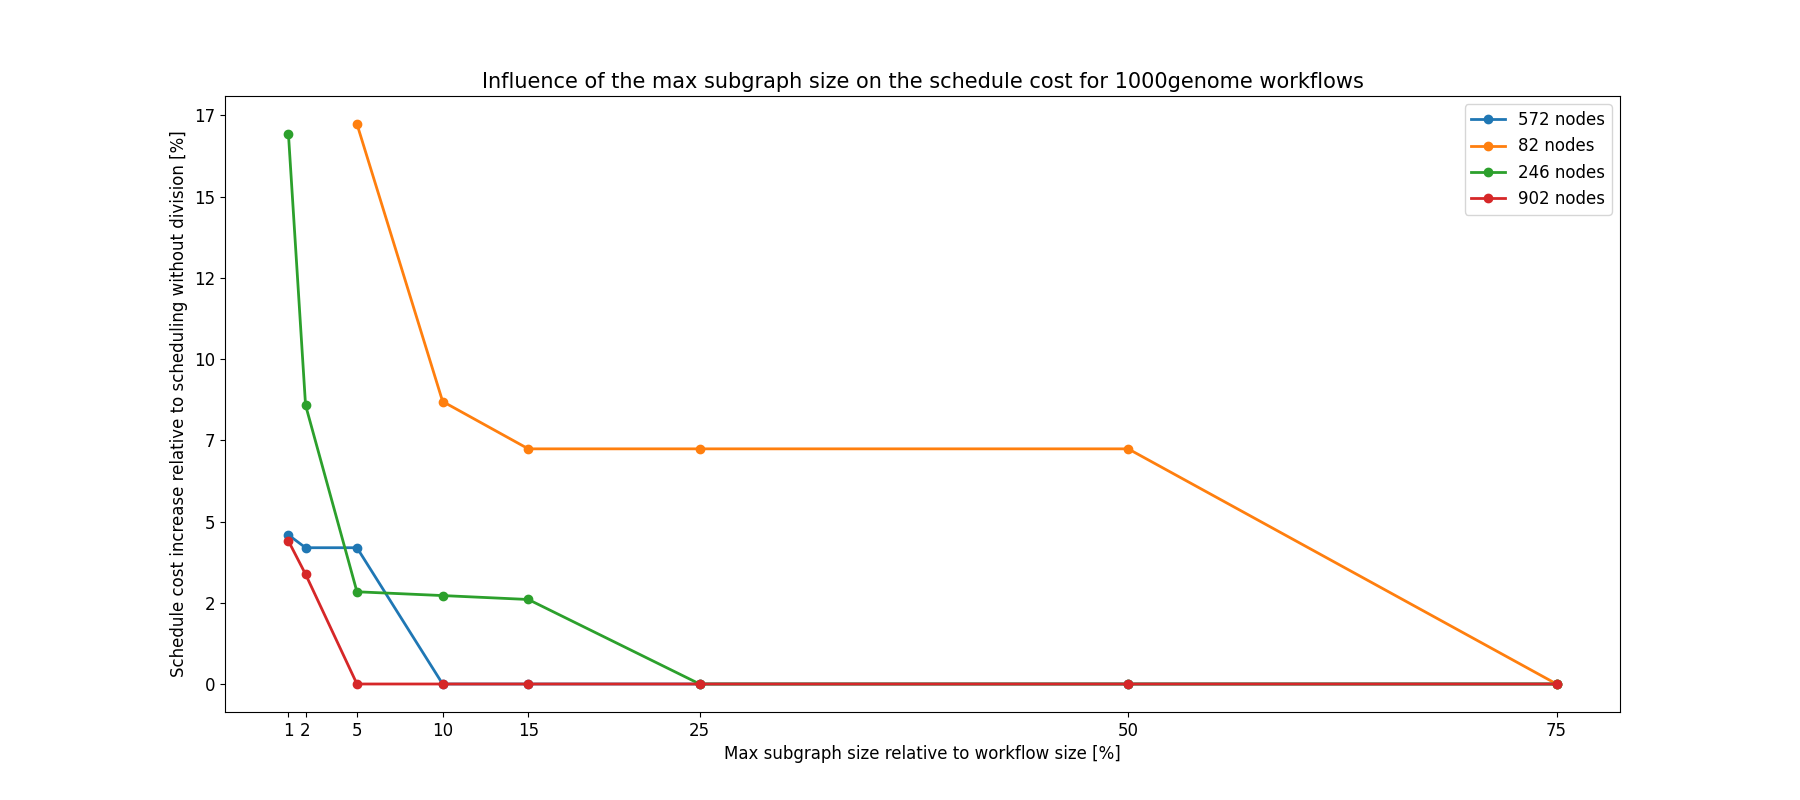 Influence of the max subgraph size on the schedule cost for 1000genome workflows
Schedule cost increase relative to scheduling without division [%]
17
15
12
10
7
5
2
0
572 nodes
82 nodes
246 nodes
902 nodes
1 2 5 10 15 25 50 75
Max subgraph size relative to workflow size [%]